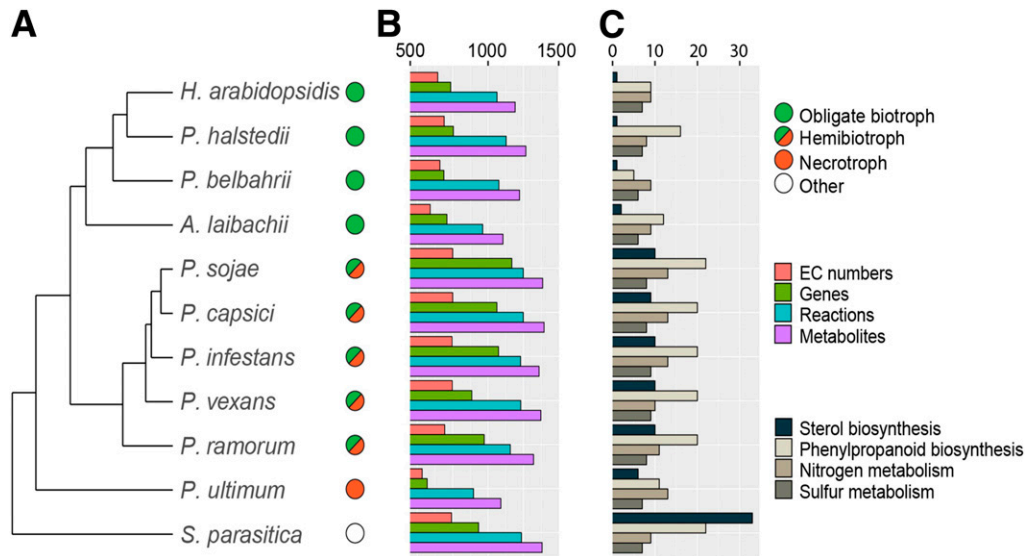 A
B
C
500 1000 1500
0 10 20 30
H. arabidopsidis
P. halstedii
P. belbahrii
A. laibachii
P. sojae
P. capsici
P. infestans
P. vexans
P. ramorum
P. ultimum
S. parasitica
Obligate biotroph
Hemibiotroph
Necrotroph
Other
EC numbers
Genes
Reactions
Metabolites
Sterol biosynthesis
Phenylpropanoid biosynthesis
Nitrogen metabolism
Sulfur metabolism